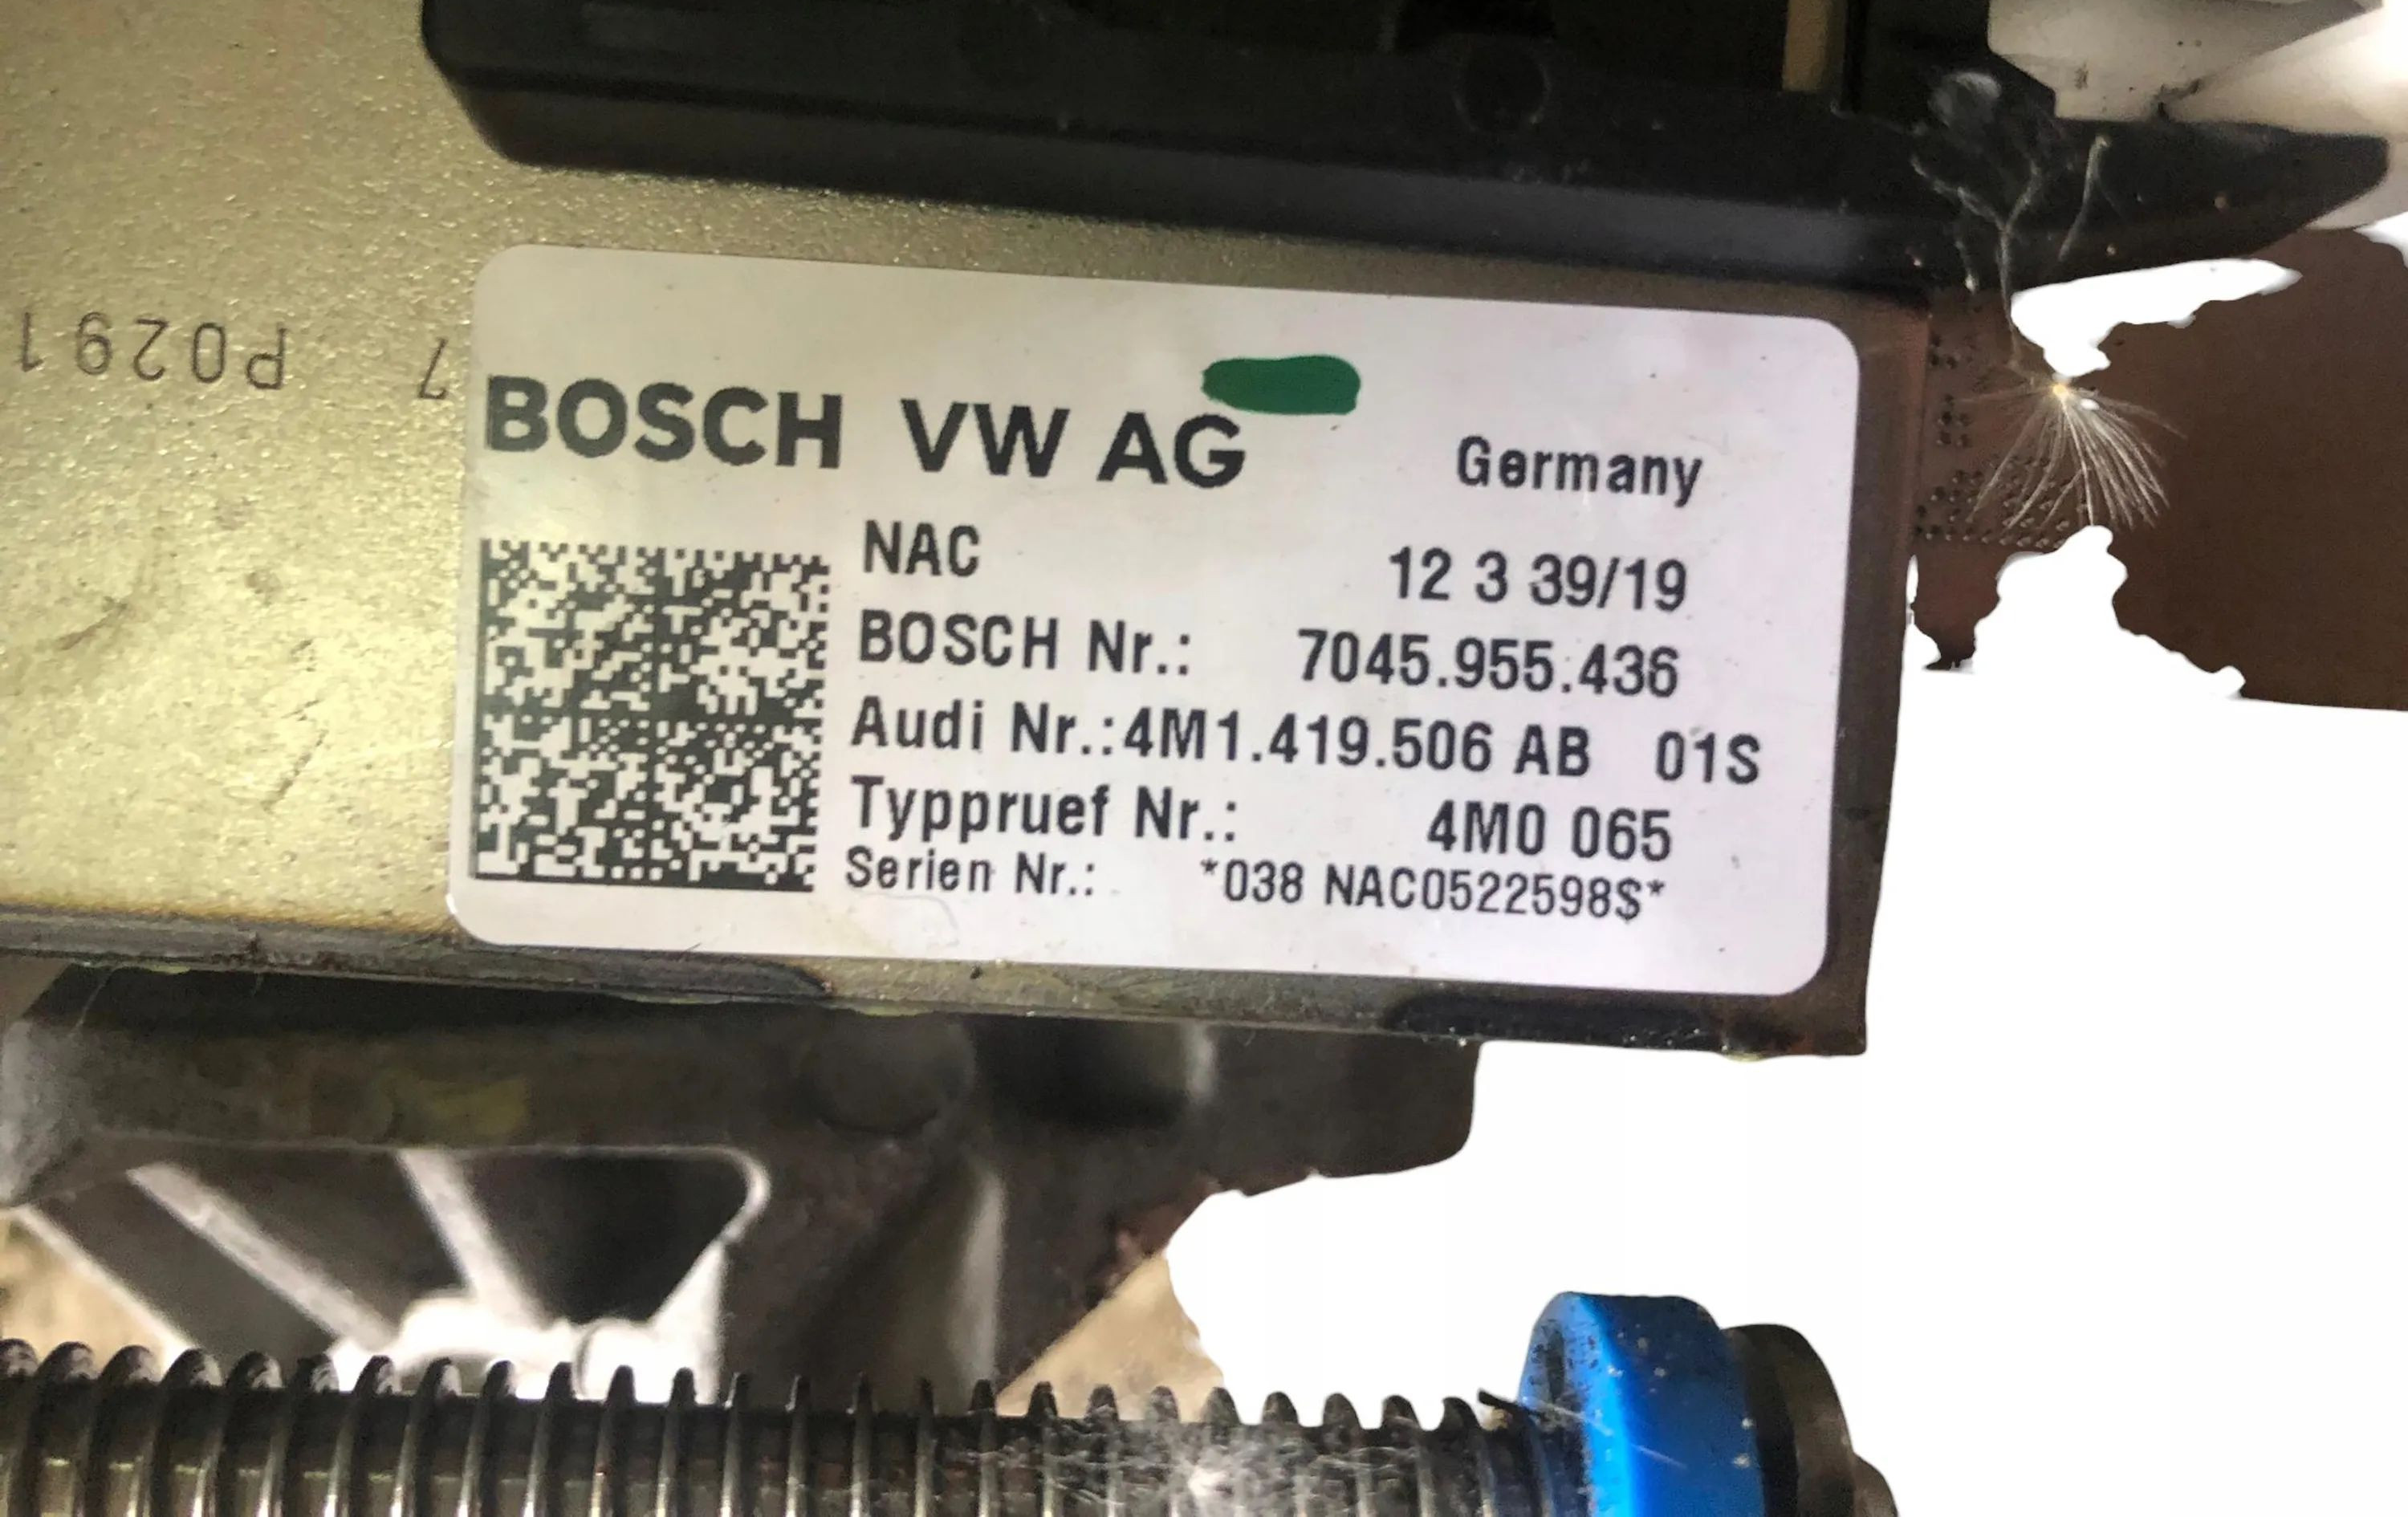 P0291 7
BOSCH VW AG
Germany
NAC 12 3 39/19
BOSCH Nr.: 7045.955.436
Audi Nr.:4M1.419.506 AB 01S
Typpruef Nr.: 4M0 065
Serien Nr.: *038 NAC0522598$*